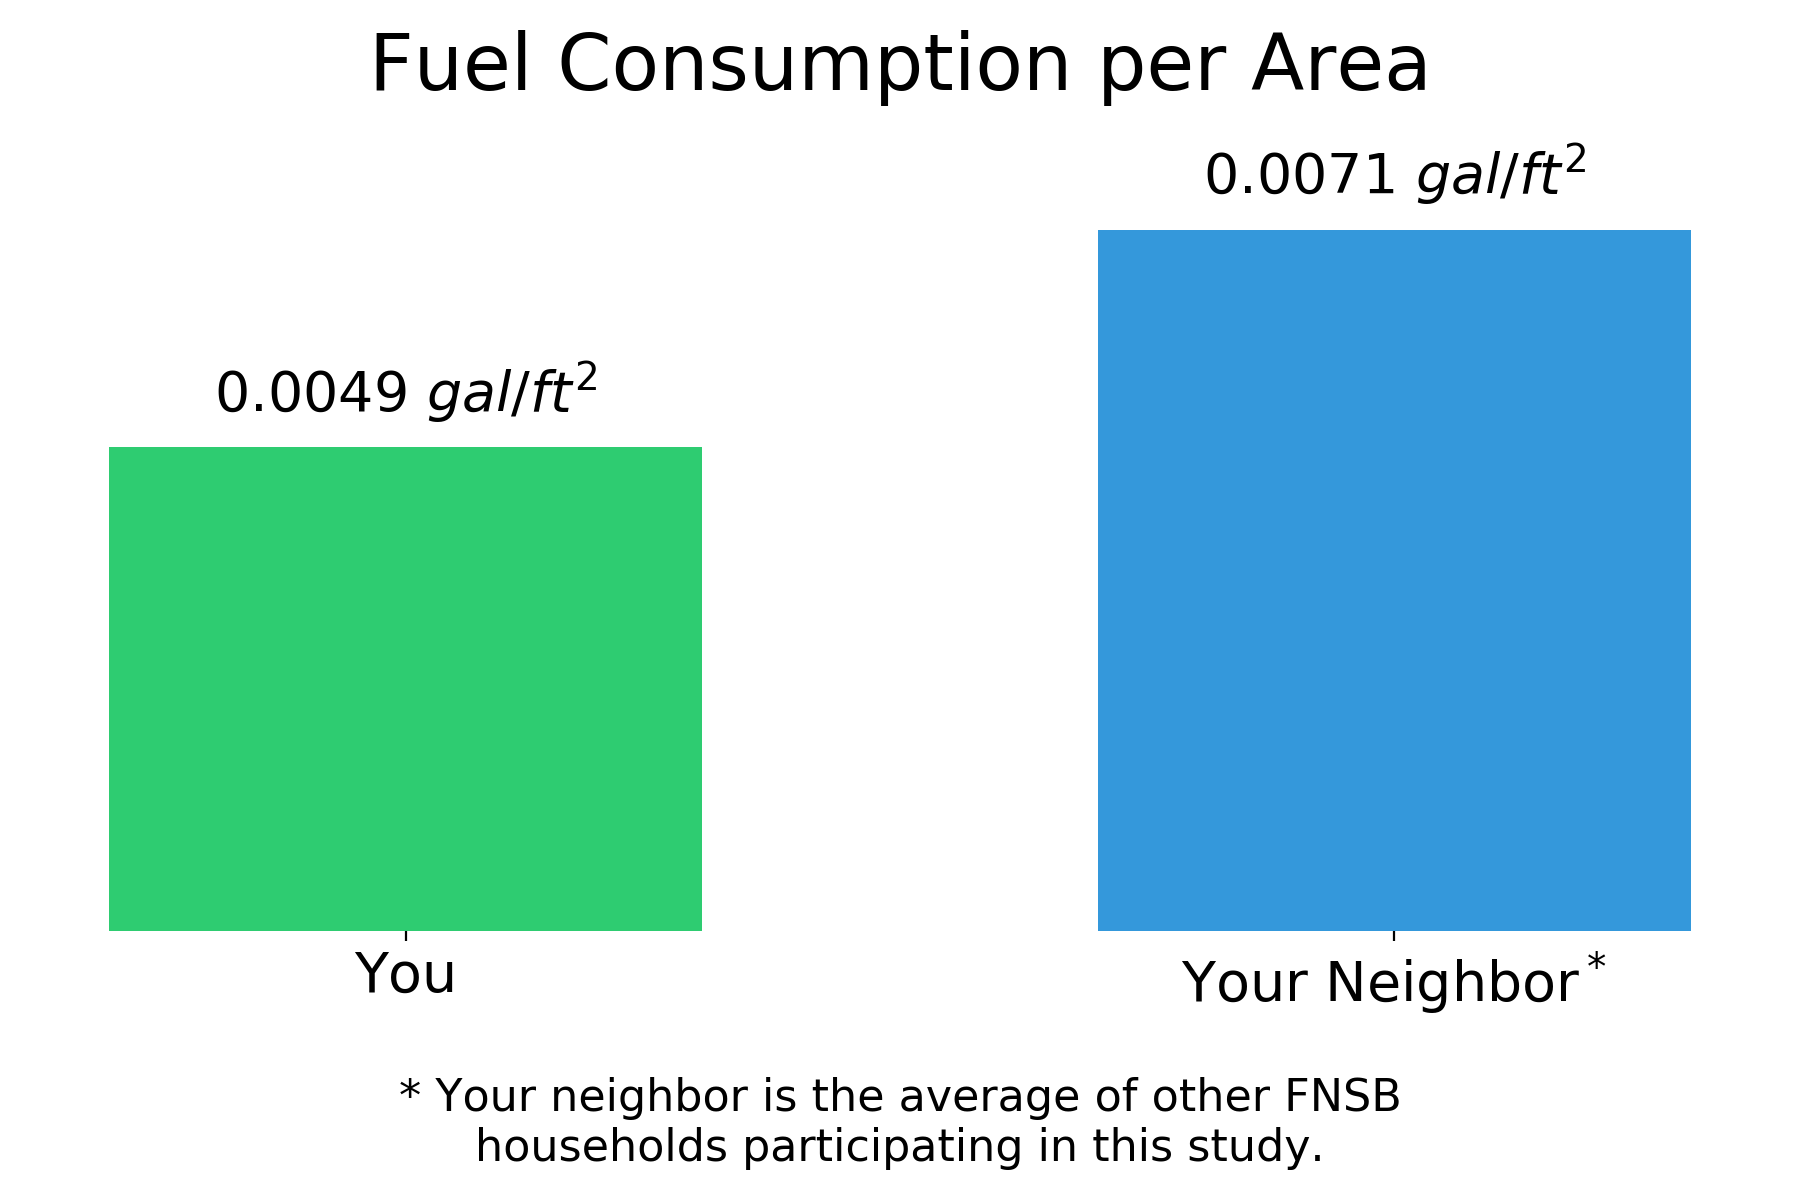 Fuel Consumption per Area
0.0071 gal/ft²
0.0049 gal/ft²
You
Your Neighbor*
* Your neighbor is the average of other FNSB
households participating in this study.